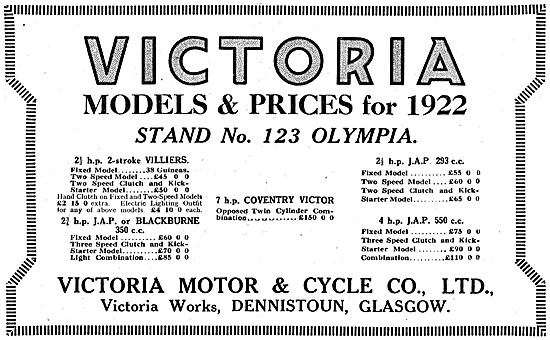 VICTORIA
MODELS & PRICES for 1922
STAND No. 123 OLYMPIA.
2½ h.p. 2-stroke VILLIERS.
Fixed Model........38 Guineas.
Two Speed Model ....£45 0 0
Two Speed Clutch and Kick-
Starter Model.......£50 0 0
Hand Clutch on Fixed and Two-Speed Models
£2 15 0 extra. Electric Lighting Outfit
for any of above models. £4 10 0 each.
2¾ h.p. J.A.P. or BLACKBURNE
350 c.c.
Fixed Model ..........£60 0 0
Three Speed Clutch and Kick-
Starter Model........£70 0 0
Light Combination....£85 0 0
7 h.p. COVENTRY VICTOR
Opposed Twin Cylinder Com-
bination..............£150 0 0
2½ h.p. J.A.P. 293 c.c.
Fixed Model ..........£55 0 0
Two Speed Model .....£60 0 0
Two Speed Clutch and Kick-
Starter Model........£65 0 0
4 h.p. J.A.P. 550 c.c.
Fixed Model ..........£75 0 0
Three Speed Clutch and Kick-
Starter Model ........£90 0 0
Combination..........£110 0 0
VICTORIA MOTOR & CYCLE CO., LTD.,
Victoria Works, DENNISTOUN, GLASGOW.